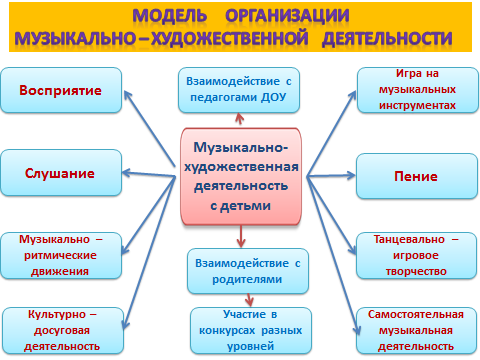 МОДЕЛЬ ОРГАНИЗАЦИИ
МУЗЫКАЛЬНО – ХУДОЖЕСТВЕННОЙ ДЕЯТЕЛЬНОСТИ
Восприятие
Взаимодействие с
педагогами ДОУ
Игра на
музыкальных
инструментах
Слушание
Музыкально-
художественная
деятельность
с детьми
Пение
Музыкально –
ритмические
движения
Взаимодействие с
родителями
Танцевально –
игровое
творчество
Культурно –
досуговая
деятельность
Участие в
конкурсах разных
уровней
Самостоятельная
музыкальная
деятельность